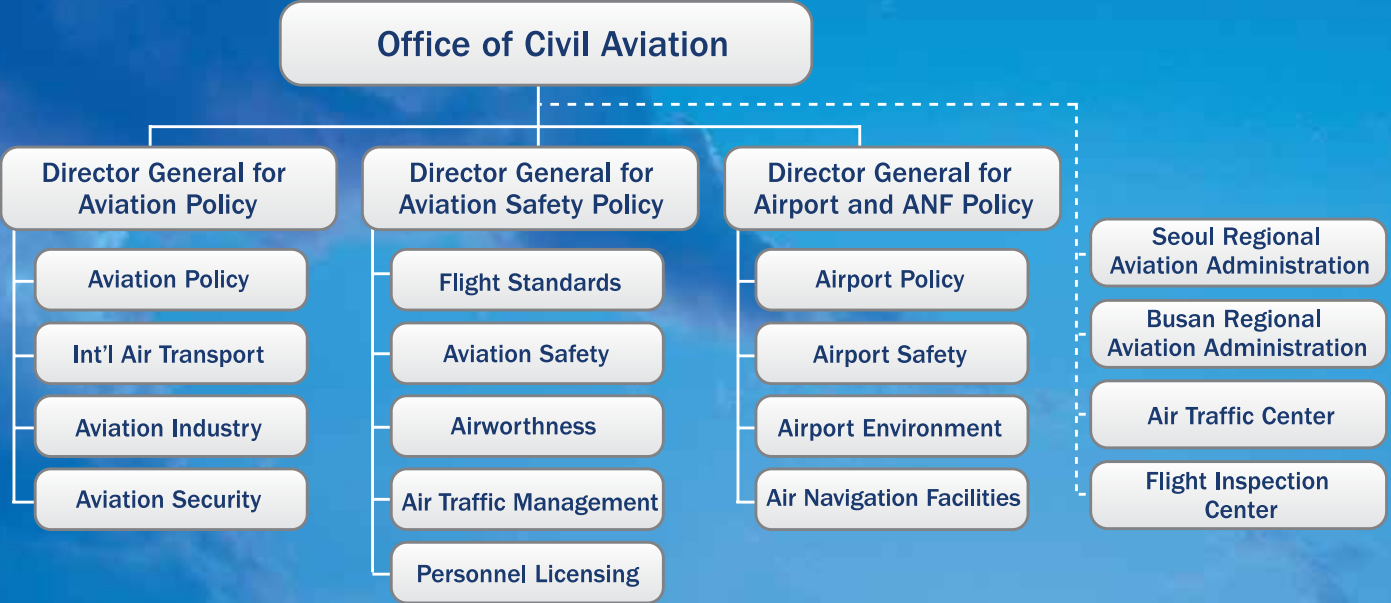 Office of Civil Aviation
Director General for
Aviation Policy
Aviation Policy
Int'l Air Transport
Aviation Industry
Aviation Security
Director General for
Aviation Safety Policy
Flight Standards
Aviation Safety
Airworthness
Air Traffic Management
Personnel Licensing
Director General for
Airport and ANF Policy
Airport Policy
Airport Safety
Airport Environment
Air Navigation Facilities
Seoul Regional
Aviation Administration
Busan Regional
Aviation Administration
Air Traffic Center
Flight Inspection
Center